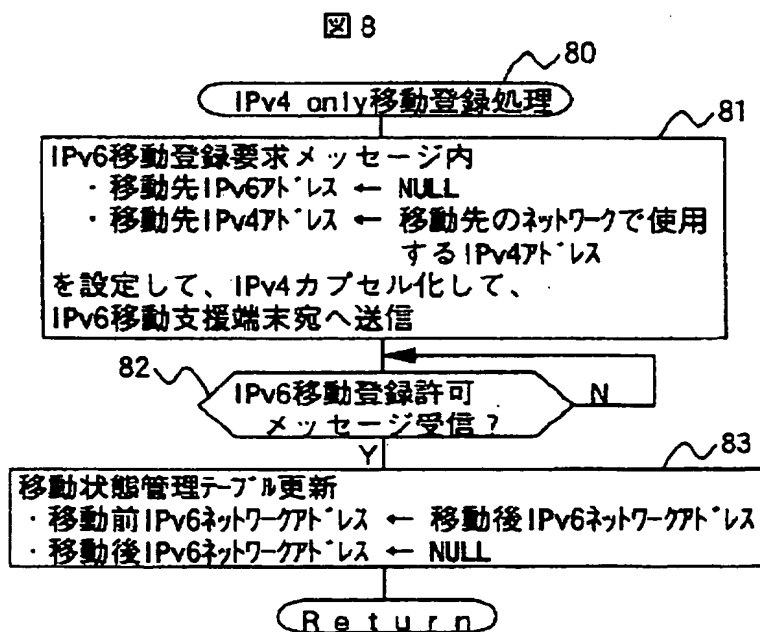 図8
80
IPv4 only移動登録処理
81
IPv6移動登録要求メッセージ内
・移動先IPv6アドレス ← NULL
・移動先IPv4アドレス ← 移動先のネットワークで使用
するIPv4アドレス
を設定して、IPv4カプセル化して、
IPv6移動支援端末宛へ送信
82
IPv6移動登録許可
メッセージ受信?
N
Y
83
移動状態管理テーブル更新
・移動前IPv6ネットワークアドレス ← 移動後IPv6ネットワークアドレス
・移動後IPv6ネットワークアドレス ← NULL
Return